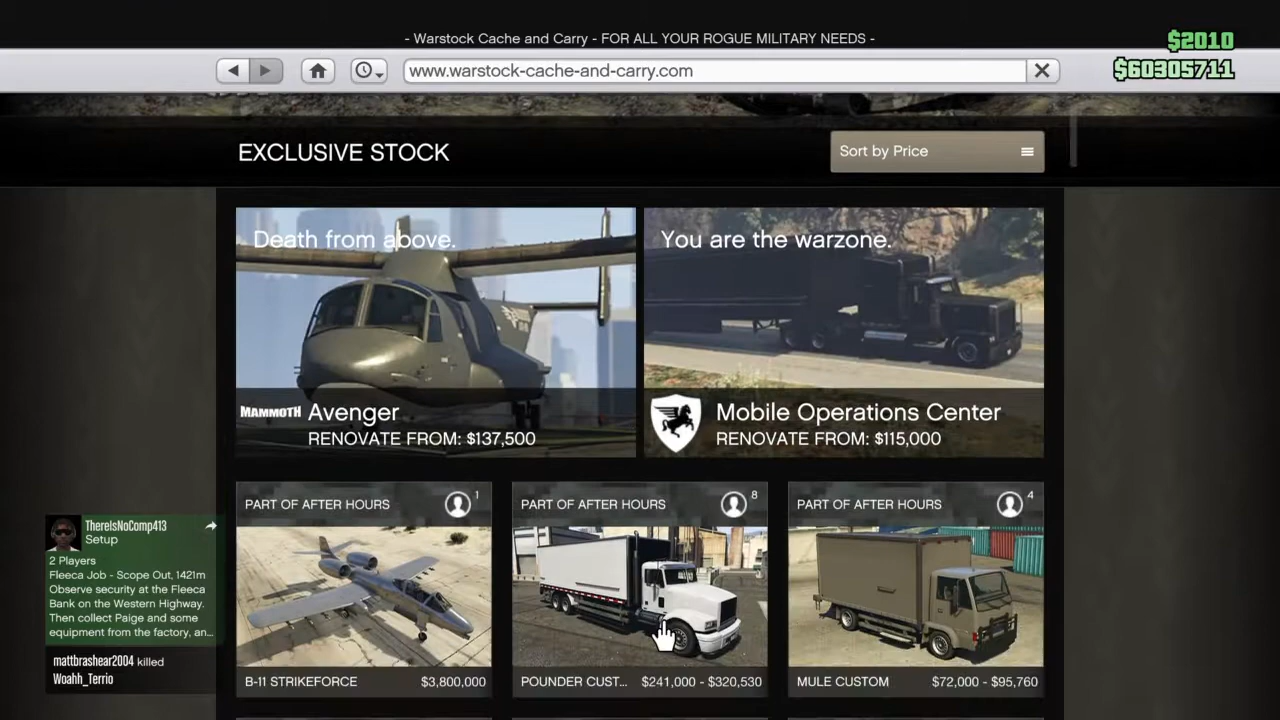 - Warstock Cache and Carry - FOR ALL YOUR ROGUE MILITARY NEEDS -
$2010
$60305711
www.warstock-cache-and-carry.com
EXCLUSIVE STOCK
Sort by Price
Death from above.
MAMMOTH Avenger
RENOVATE FROM: $137,500
You are the warzone.
Mobile Operations Center
RENOVATE FROM: $115,000
PART OF AFTER HOURS 1
B-11 STRIKEFORCE $3,800,000
PART OF AFTER HOURS 8
POUNDER CUST... $241,000 - $320,530
PART OF AFTER HOURS 4
MULE CUSTOM $72,000 - $95,760
ThereIsNoComp413
Setup
2 Players
Fleeca Job - Scope Out, 1421m
Observe security at the Fleeca
Bank on the Western Highway.
Then collect Paige and some
equipment from the factory, an...
mattbrashear2004 killed
Woahh_Terrio